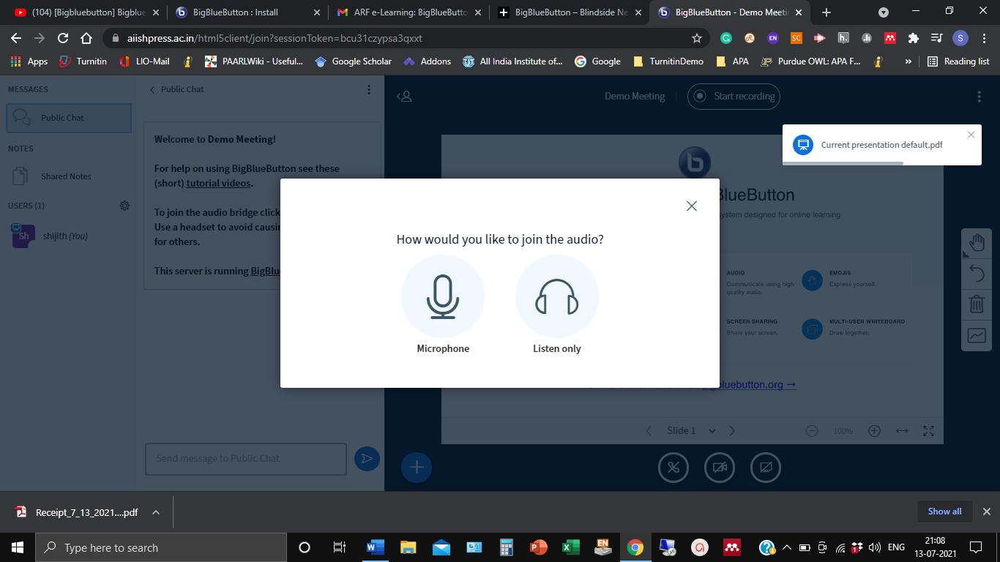 (104) [Bigbluebutton] Bigblue
BigBlueButton : Install
ARF e-Learning: BigBlueButto
BigBlueButton – Blindside Ne
BigBlueButton - Demo Meetin
aiishpress.ac.in/html5client/join?sessionToken=bcu31czypsa3qxxt
Apps
Turnitin
LIO-Mail
PAARLWiki - Useful...
Google Scholar
Addons
All India Institute of...
Google
TurnitinDemo
APA
Purdue OWL: APA F...
Reading list
MESSAGES
Public Chat
NOTES
Shared Notes
USERS (1)
Sh
shijith (You)
Public Chat
Welcome to Demo Meeting!
For help on using BigBlueButton see these
(short) tutorial videos.
To join the audio bridge click
Use a headset to avoid causin
for others.
This server is running BigBlu
Send message to Public Chat
Demo Meeting
Start recording
Current presentation default.pdf
BlueButton
system designed for online learning
AUDIO
Communicate using high
quality audio.
EMOJIS
Express yourself.
SCREEN SHARING
Share your screen.
MULTI-USER WHITEBOARD
Draw together.
gbluebutton.org →
How would you like to join the audio?
Microphone
Listen only
Slide 1
100%
Receipt_7_13_2021....pdf
Show all
Type here to search
ENG
21:08
13-07-2021